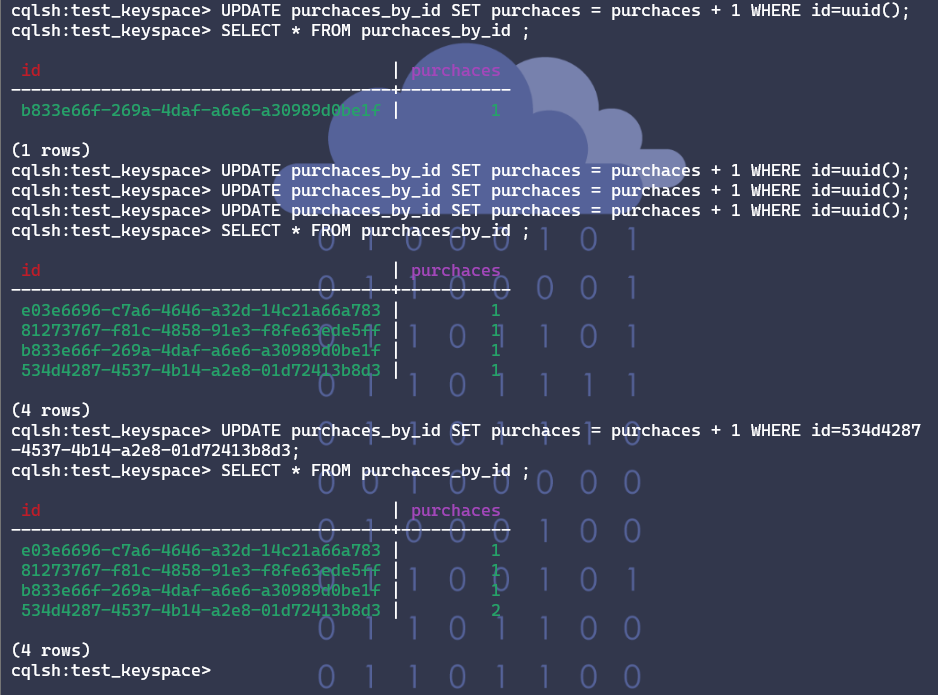 cqlsh:test_keyspace> UPDATE purchaces_by_id SET purchaces = purchaces + 1 WHERE id=uuid();
cqlsh:test_keyspace> SELECT * FROM purchaces_by_id ;
id | purchaces
--------------------------------------+-----------
b833e66f-269a-4daf-a6e6-a30989d0be1f | 1
(1 rows)
cqlsh:test_keyspace> UPDATE purchaces_by_id SET purchaces = purchaces + 1 WHERE id=uuid();
cqlsh:test_keyspace> UPDATE purchaces_by_id SET purchaces = purchaces + 1 WHERE id=uuid();
cqlsh:test_keyspace> UPDATE purchaces_by_id SET purchaces = purchaces + 1 WHERE id=uuid();
cqlsh:test_keyspace> SELECT * FROM purchaces_by_id ;
id | purchaces
--------------------------------------+-----------
e03e6696-c7a6-4646-a32d-14c21a66a783 | 1
81273767-f81c-4858-91e3-f8fe63ede5ff | 1
b833e66f-269a-4daf-a6e6-a30989d0be1f | 1
534d4287-4537-4b14-a2e8-01d72413b8d3 | 1
(4 rows)
cqlsh:test_keyspace> UPDATE purchaces_by_id SET purchaces = purchaces + 1 WHERE id=534d4287
-4537-4b14-a2e8-01d72413b8d3;
cqlsh:test_keyspace> SELECT * FROM purchaces_by_id ;
id | purchaces
--------------------------------------+-----------
e03e6696-c7a6-4646-a32d-14c21a66a783 | 1
81273767-f81c-4858-91e3-f8fe63ede5ff | 1
b833e66f-269a-4daf-a6e6-a30989d0be1f | 1
534d4287-4537-4b14-a2e8-01d72413b8d3 | 2
(4 rows)
cqlsh:test_keyspace>